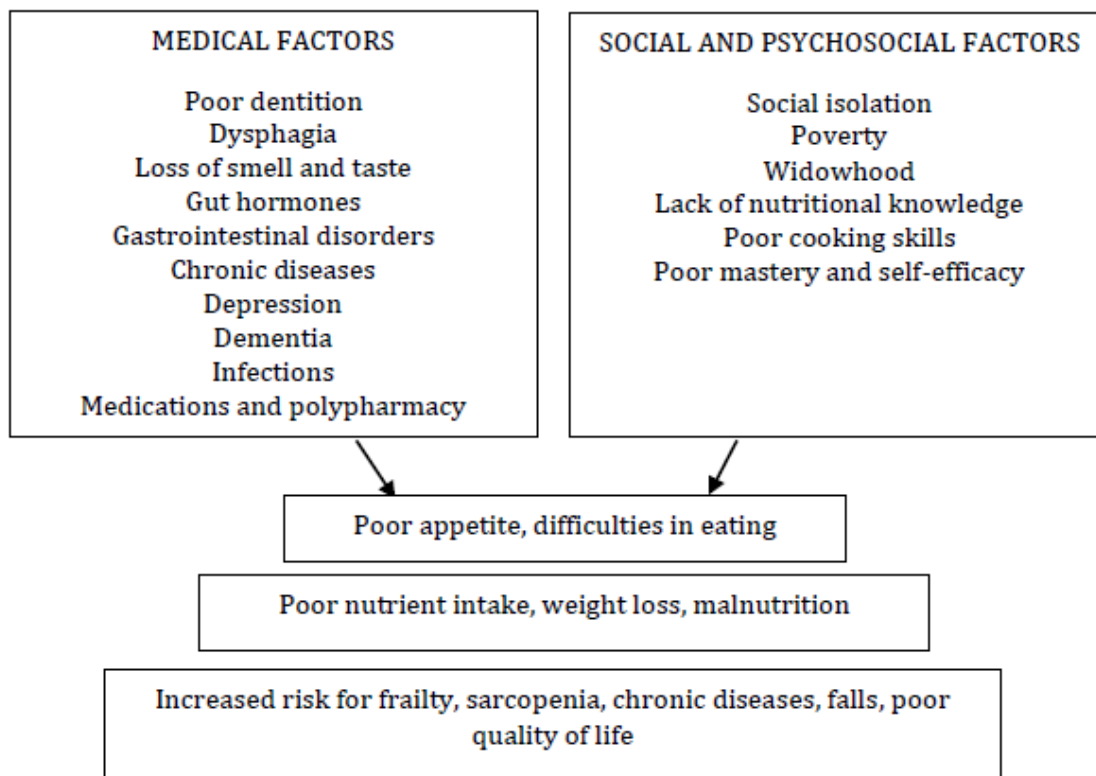 MEDICAL FACTORS
Poor dentition
Dysphagia
Loss of smell and taste
Gut hormones
Gastrointestinal disorders
Chronic diseases
Depression
Dementia
Infections
Medications and polypharmacy
SOCIAL AND PSYCHOSOCIAL FACTORS
Social isolation
Poverty
Widowhood
Lack of nutritional knowledge
Poor cooking skills
Poor mastery and self-efficacy
Poor appetite, difficulties in eating
Poor nutrient intake, weight loss, malnutrition
Increased risk for frailty, sarcopenia, chronic diseases, falls, poor
quality of life